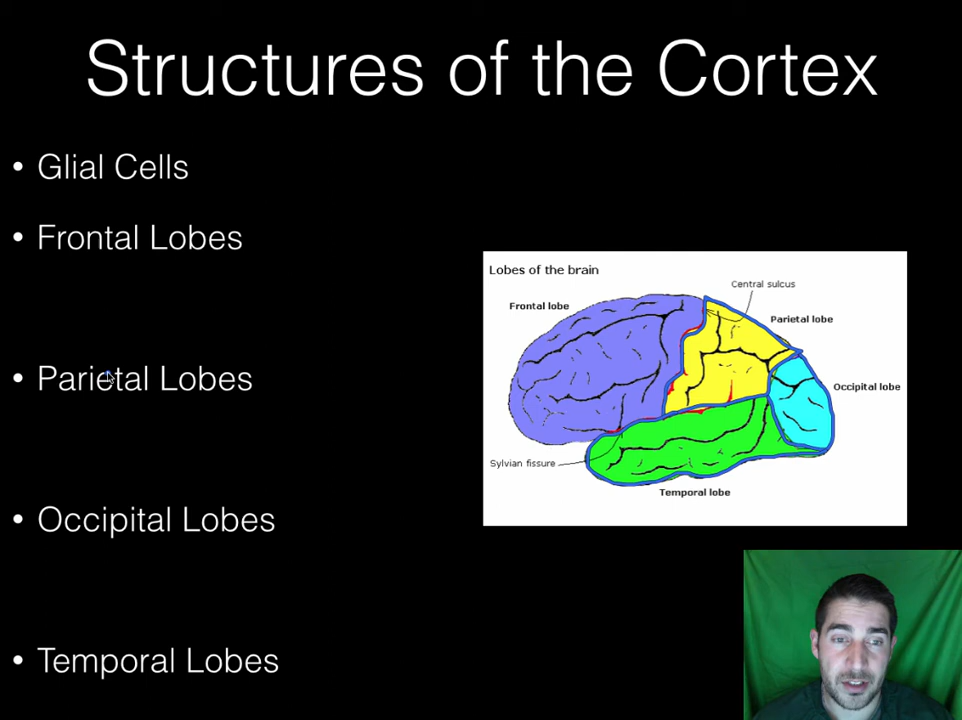 Structures of the Cortex
• Glial Cells
• Frontal Lobes
• Parietal Lobes
• Occipital Lobes
• Temporal Lobes
Lobes of the brain
Central sulcus
Frontal lobe
Parietal lobe
Occipital lobe
Sylvian fissure
Temporal lobe